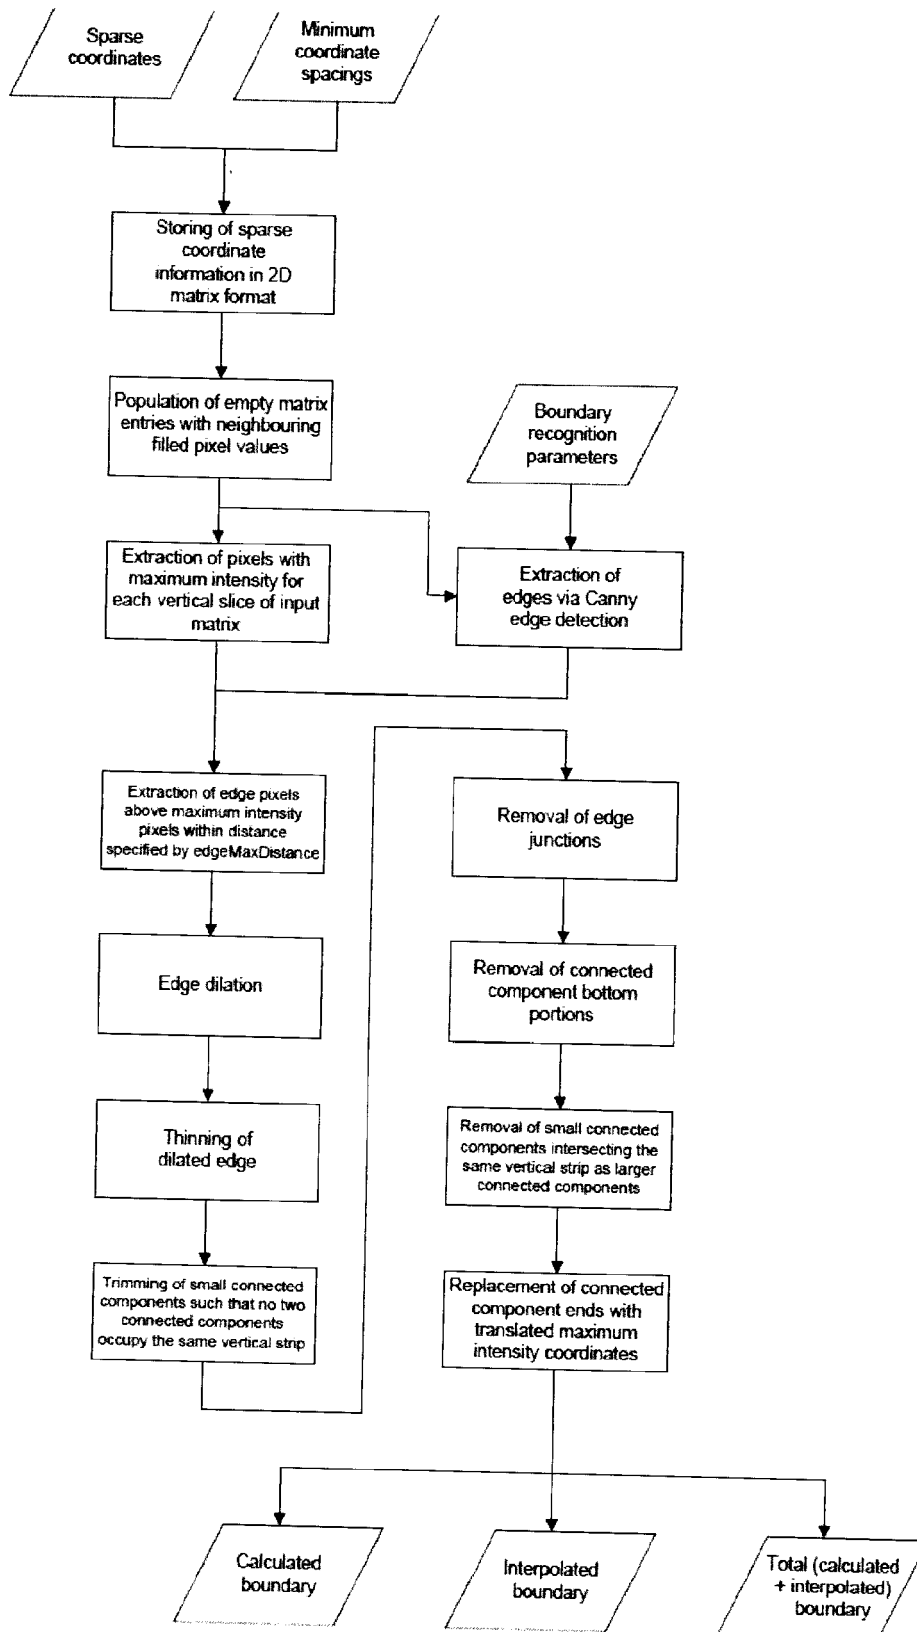 Sparse
coordinates
Minimum
coordinate
spacings
Storing of sparse
coordinate
information in 2D
matrix format
Population of empty matrix
entries with neighbouring
filled pixel values
Boundary
recognition
parameters
Extraction of pixels with
maximum intensity for
each vertical slice of input
matrix
Extraction of
edges via Canny
edge detection
Extraction of edge pixels
above maximum intensity
pixels within distance
specified by edgeMaxDistance
Edge dilation
Thinning of
dilated edge
Trimming of small connected
components such that no two
connected components
occupy the same vertical strip
Removal of edge
junctions
Removal of connected
component bottom
portions
Removal of small connected
components intersecting the
same vertical strip as larger
connected components
Replacement of connected
component ends with
translated maximum
intensity coordinates
Calculated
boundary
Interpolated
boundary
Total (calculated
+ interpolated)
boundary